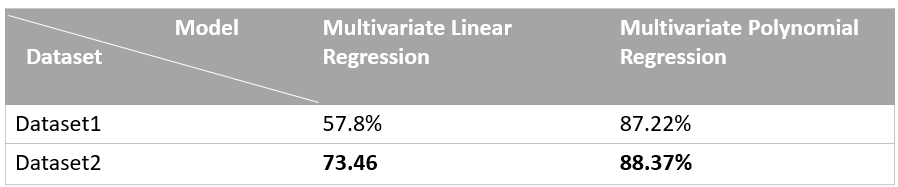 Model Multivariate Linear Multivariate Polynomial
Dataset Regression Regression
Dataset1 57.8% 87.22%
Dataset2 73.46 88.37%